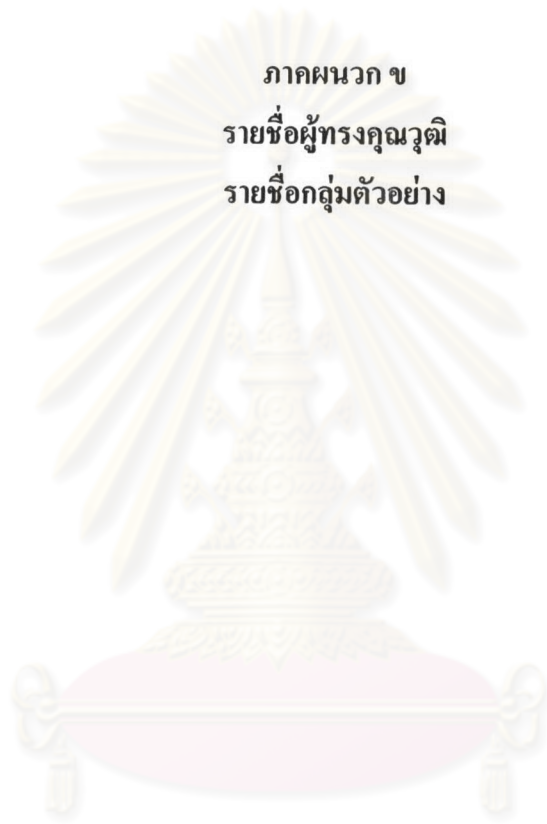 ภาคผนวก ข
รายชื่อผู้ทรงคุณวุฒิ
รายชื่อกลุ่มตัวอย่าง